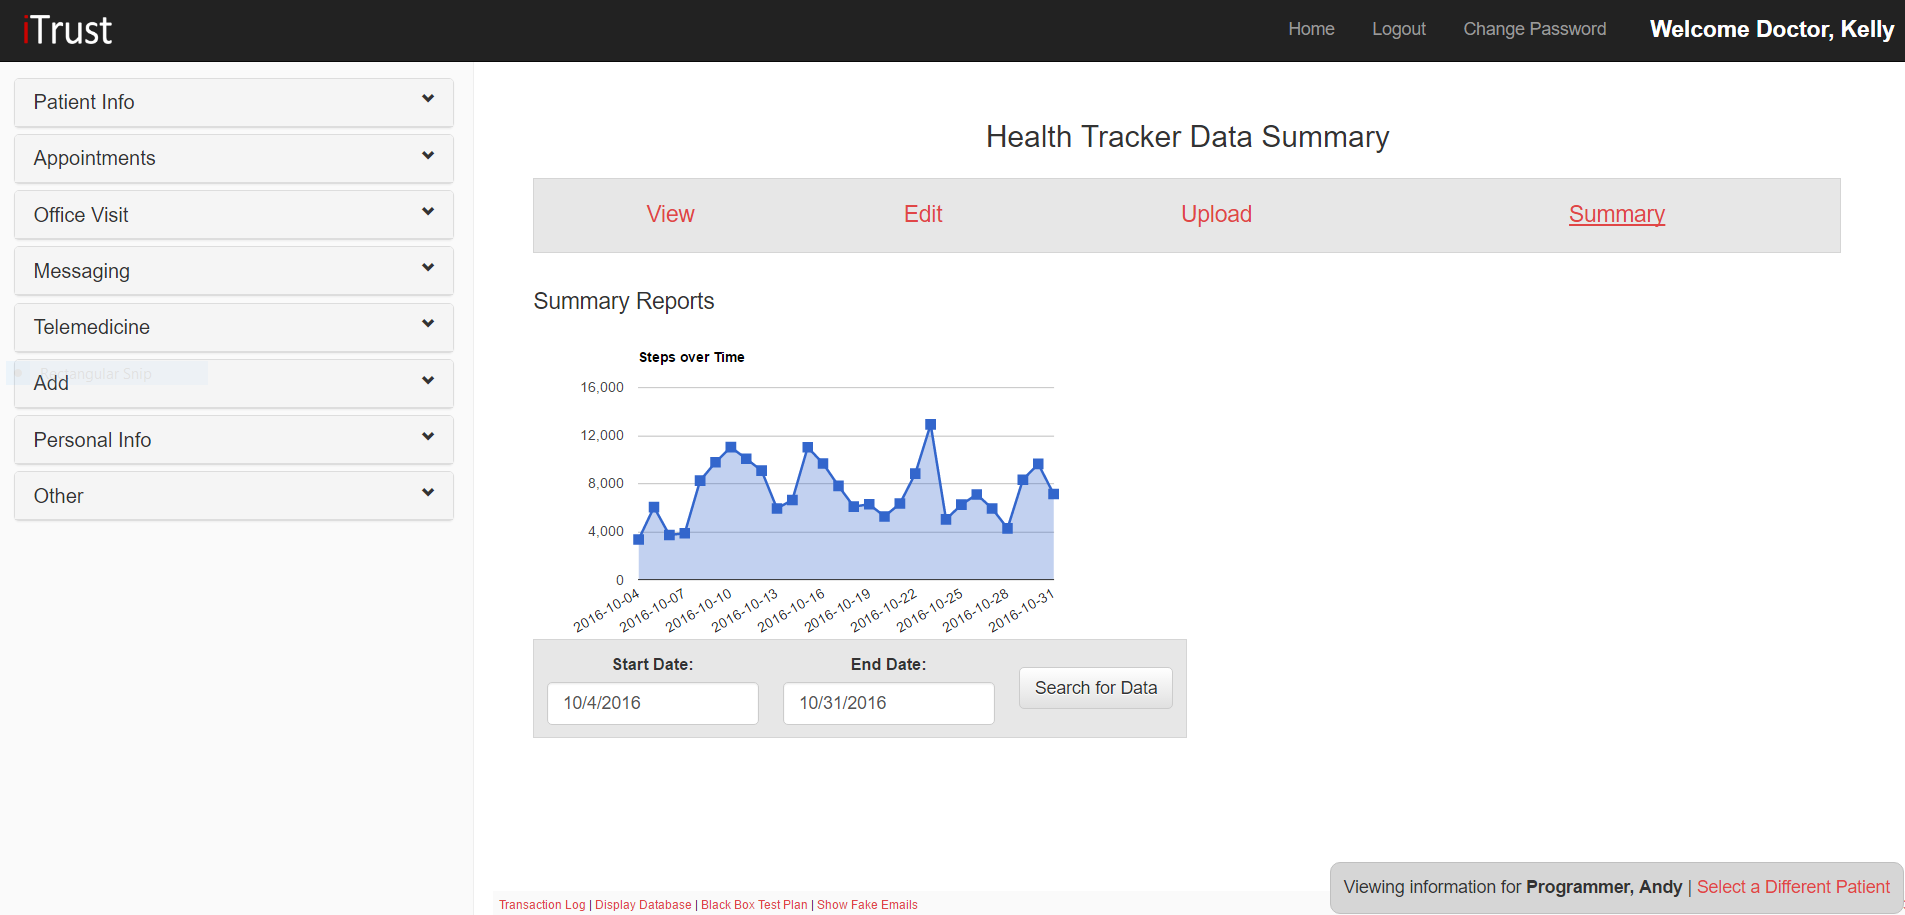 iTrust
Home Logout Change Password Welcome Doctor, Kelly
Patient Info
Appointments
Office Visit
Messaging
Telemedicine
Rectangular Snip
Add
Personal Info
Other
Health Tracker Data Summary
View Edit Upload Summary
Summary Reports
Steps over Time
16,000
12,000
8,000
4,000
0
2016-10-04 2016-10-07 2016-10-10 2016-10-13 2016-10-16 2016-10-19 2016-10-22 2016-10-25 2016-10-28 2016-10-31
Start Date: End Date:
10/4/2016 10/31/2016 Search for Data
Viewing information for Programmer, Andy | Select a Different Patient
Transaction Log | Display Database | Black Box Test Plan | Show Fake Emails